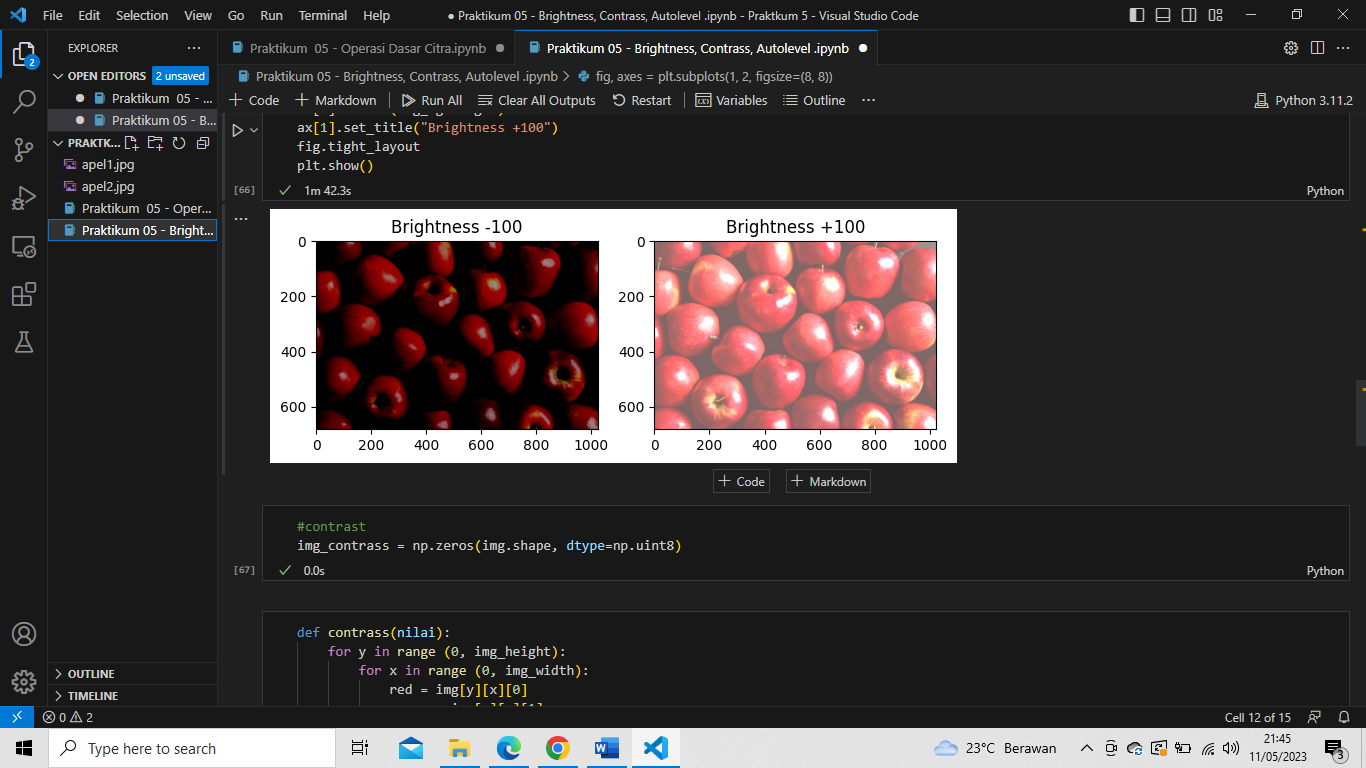 File Edit Selection View Go Run Terminal Help
● Praktikum 05 - Brightness, Contrass, Autolevel .ipynb - Praktkum 5 - Visual Studio Code
EXPLORER
OPEN EDITORS 2 unsaved
Praktikum 05 - ...
Praktikum 05 - B...
PRAKTK...
apel1.jpg
apel2.jpg
Praktikum 05 - Oper...
Praktikum 05 - Bright...
OUTLINE
TIMELINE
2
Praktikum 05 - Operasi Dasar Citra.ipynb
Praktikum 05 - Brightness, Contrass, Autolevel .ipynb
Praktikum 05 - Brightness, Contrass, Autolevel .ipynb > fig, axes = plt.subplots(1, 2, figsize=(8, 8))
+ Code + Markdown Run All Clear All Outputs Restart Variables Outline ...
Python 3.11.2
ax[1].set_title("Brightness +100")
fig.tight_layout
plt.show()
[66] ✓ 1m 42.3s Python
Brightness -100
0
200
400
600
0 200 400 600 800 1000
Brightness +100
0
200
400
600
0 200 400 600 800 1000
+ Code + Markdown
#contrast
img_contrass = np.zeros(img.shape, dtype=np.uint8)
[67] ✓ 0.0s Python
def contrass(nilai):
for y in range (0, img_height):
for x in range (0, img_width):
red = img[y][x][0]
0 2
Cell 12 of 15
Type here to search
23°C Berawan
21:45
11/05/2023
3